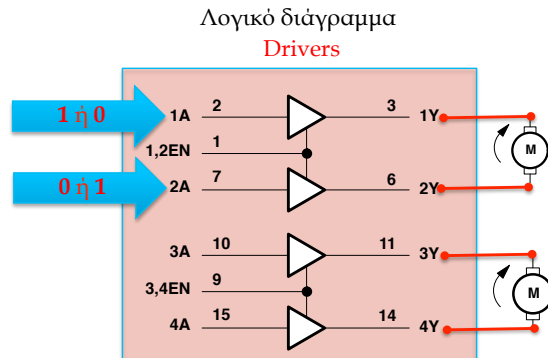 Λογικό διάγραμμα
Drivers
1 ή 0
1A 2 3 1Y
1,2EN 1
M
0 ή 1
2A 7 6 2Y
3A 10 11 3Y
3,4EN 9
M
4A 15 14 4Y